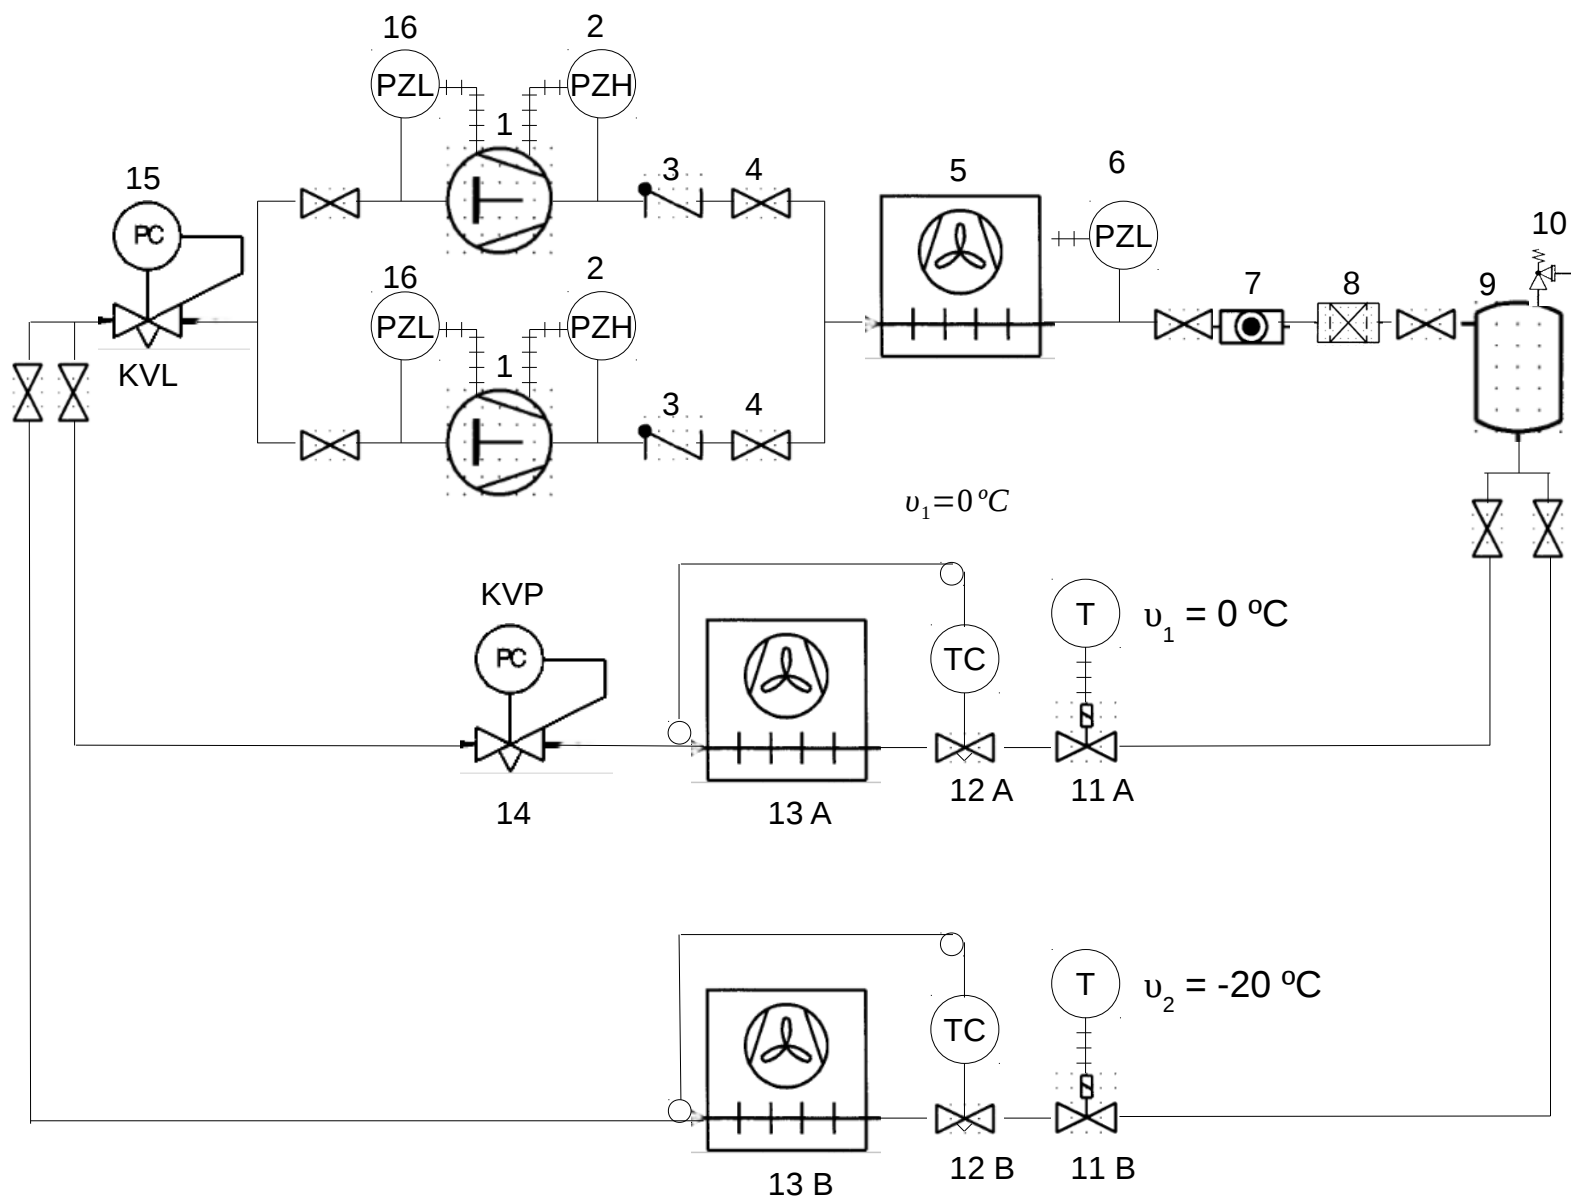 16
2
PZL
PZH
1
3
4
5
6
15
PC
PZL
10
KVL
16
2
PZL
PZH
1
3
4
7
8
9
υ1=0 ºC
KVP
PC
TC
T
υ1 = 0 ºC
14
13 A
12 A
11 A
TC
T
υ2 = -20 ºC
13 B
12 B
11 B